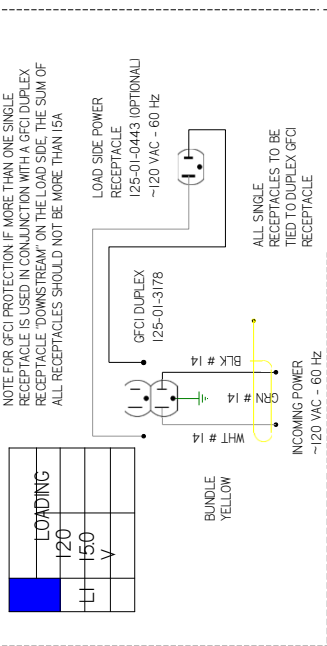 NOTE FOR GFCI PROTECTION IF MORE THAN ONE SINGLE
RECEPTACLE IS USED IN CONJUNCTION WITH A GFCI DUPLEX
RECEPTACLE "DOWNSTREAM" ON THE LOAD SIDE, THE SUM OF
ALL RECEPTACLES SHOULD NOT BE MORE THAN 15A
LOADING
120
L1 15.0
V
LOAD SIDE POWER
RECEPTACLE
125-01-0443 (OPTIONAL)
~120 VAC - 60 Hz
GFCI DUPLEX
125-01-3178
WHT # 14
GRN # 14
BLK # 14
BUNDLE
YELLOW
INCOMING POWER
~120 VAC - 60 Hz
ALL SINGLE
RECEPTACLES TO BE
TIED TO DUPLEX GFCI
RECEPTACLE